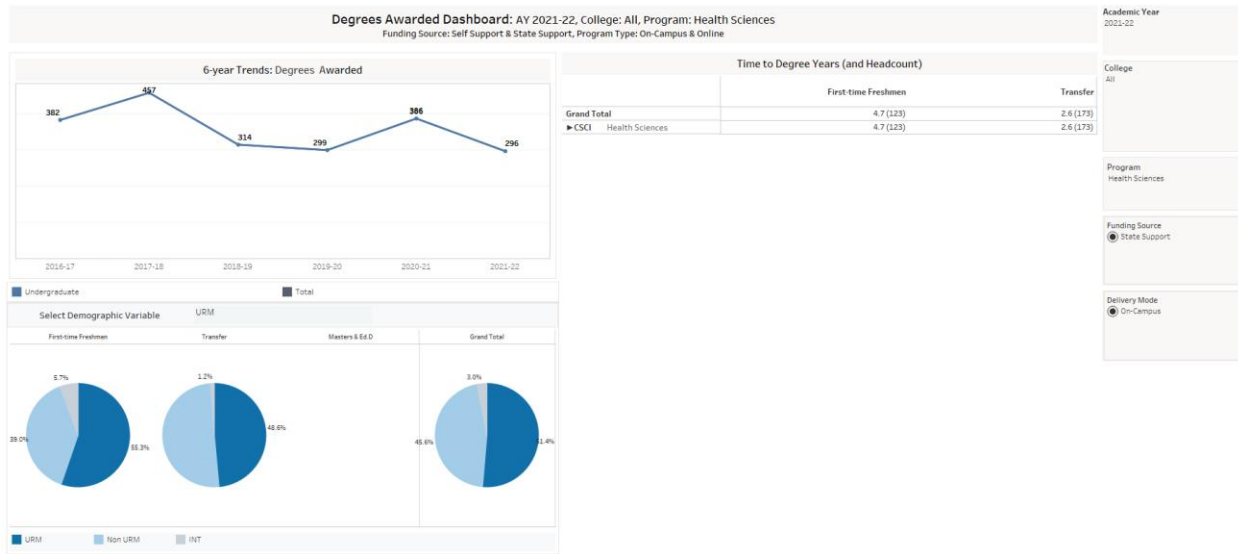 Degrees Awarded Dashboard: AY 2021-22, College: All, Program: Health Sciences
Funding Source: Self Support & State Support, Program Type: On-Campus & Online
Academic Year
2021-22
6-year Trends: Degrees Awarded
382
457
314
299
386
296
2016-17 2017-18 2018-19 2019-20 2020-21 2021-22
Undergraduate Total
Time to Degree Years (and Headcount)
First-time Freshmen Transfer
Grand Total 4.7 (123) 2.6 (173)
►CSCI Health Sciences 4.7 (123) 2.6 (173)
College
All
Program
Health Sciences
Funding Source
State Support
Delivery Mode
On-Campus
Select Demographic Variable URM
First-time Freshmen Transfer Masters & Ed.D Grand Total
5.7%
39.0%
55.3%
1.2%
48.6%
3.0%
45.6%
51.4%
URM Non URM INT